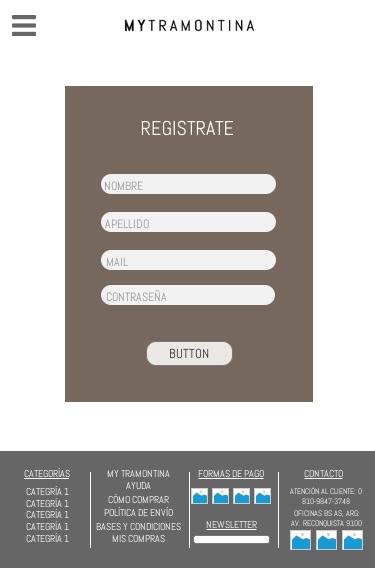 MYTRAMONTINA
REGISTRATE
NOMBRE
APELLIDO
MAIL
CONTRASEÑA
BUTTON
CATEGORÍAS
CATEGRÍA 1
CATEGRÍA 1
CATEGRÍA 1
CATEGRÍA 1
CATEGRÍA 1
MY TRAMONTINA
AYUDA
CÓMO COMPRAR
POLÍTICA DE ENVÍO
BASES Y CONDICIONES
MIS COMPRAS
FORMAS DE PAGO
NEWSLETTER
CONTACTO
ATENCIÓN AL CLIENTE: 0
810-9847-3748
OFICINAS BS AS, ARG:
AV. RECONQUISTA 9100